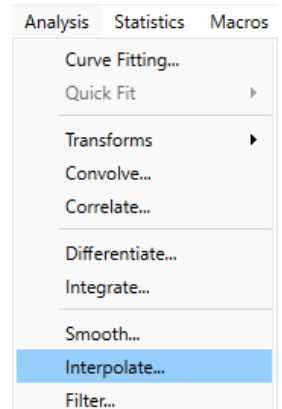 Analysis Statistics Macros
Curve Fitting...
Quick Fit
Transforms
Convolve...
Correlate...
Differentiate...
Integrate...
Smooth...
Interpolate...
Filter...